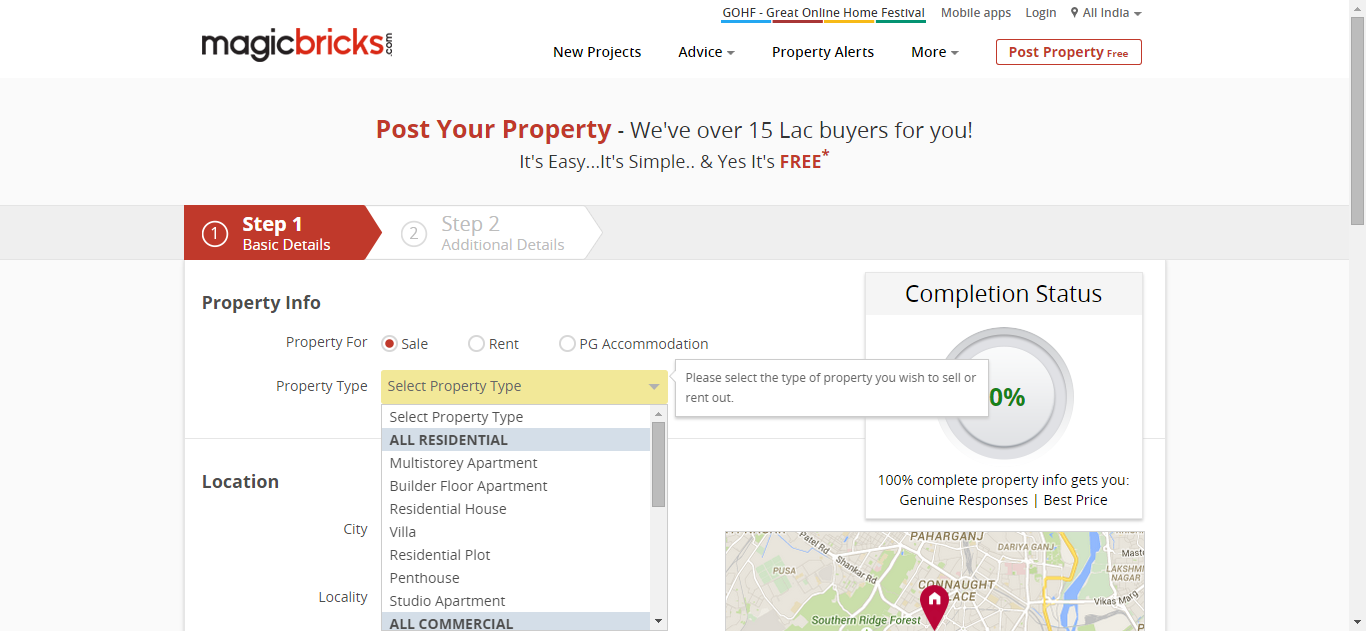 GOHF - Great Online Home Festival Mobile apps Login All India
magicbricks.com
New Projects Advice Property Alerts More Post Property Free
Post Your Property - We've over 15 Lac buyers for you!
It's Easy...It's Simple.. & Yes It's FREE*
1 Step 1
Basic Details
2 Step 2
Additional Details
Property Info
Property For Sale Rent PG Accommodation
Property Type Select Property Type
Please select the type of property you wish to sell or
rent out.
Select Property Type
ALL RESIDENTIAL
Multistorey Apartment
Builder Floor Apartment
Residential House
Villa
Residential Plot
Penthouse
Studio Apartment
ALL COMMERCIAL
Location
City
Locality
Completion Status
0%
100% complete property info gets you:
Genuine Responses | Best Price
Patel Rd
PAHARGANJ
DARIYA GANJ
PUSA
Shankar Rd
CONNAUGHT
PLACE
LAKSHMI
NAGAR
Vikas Marg
Southern Ridge Forest